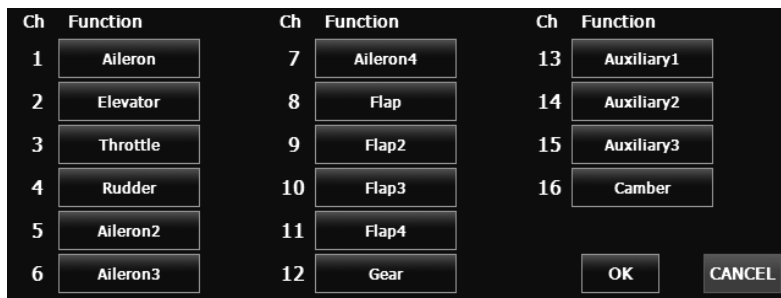 Ch Function Ch Function Ch Function
1 Aileron 7 Aileron4 13 Auxiliary1
2 Elevator 8 Flap 14 Auxiliary2
3 Throttle 9 Flap2 15 Auxiliary3
4 Rudder 10 Flap3 16 Camber
5 Aileron2 11 Flap4
6 Aileron3 12 Gear OK CANCEL